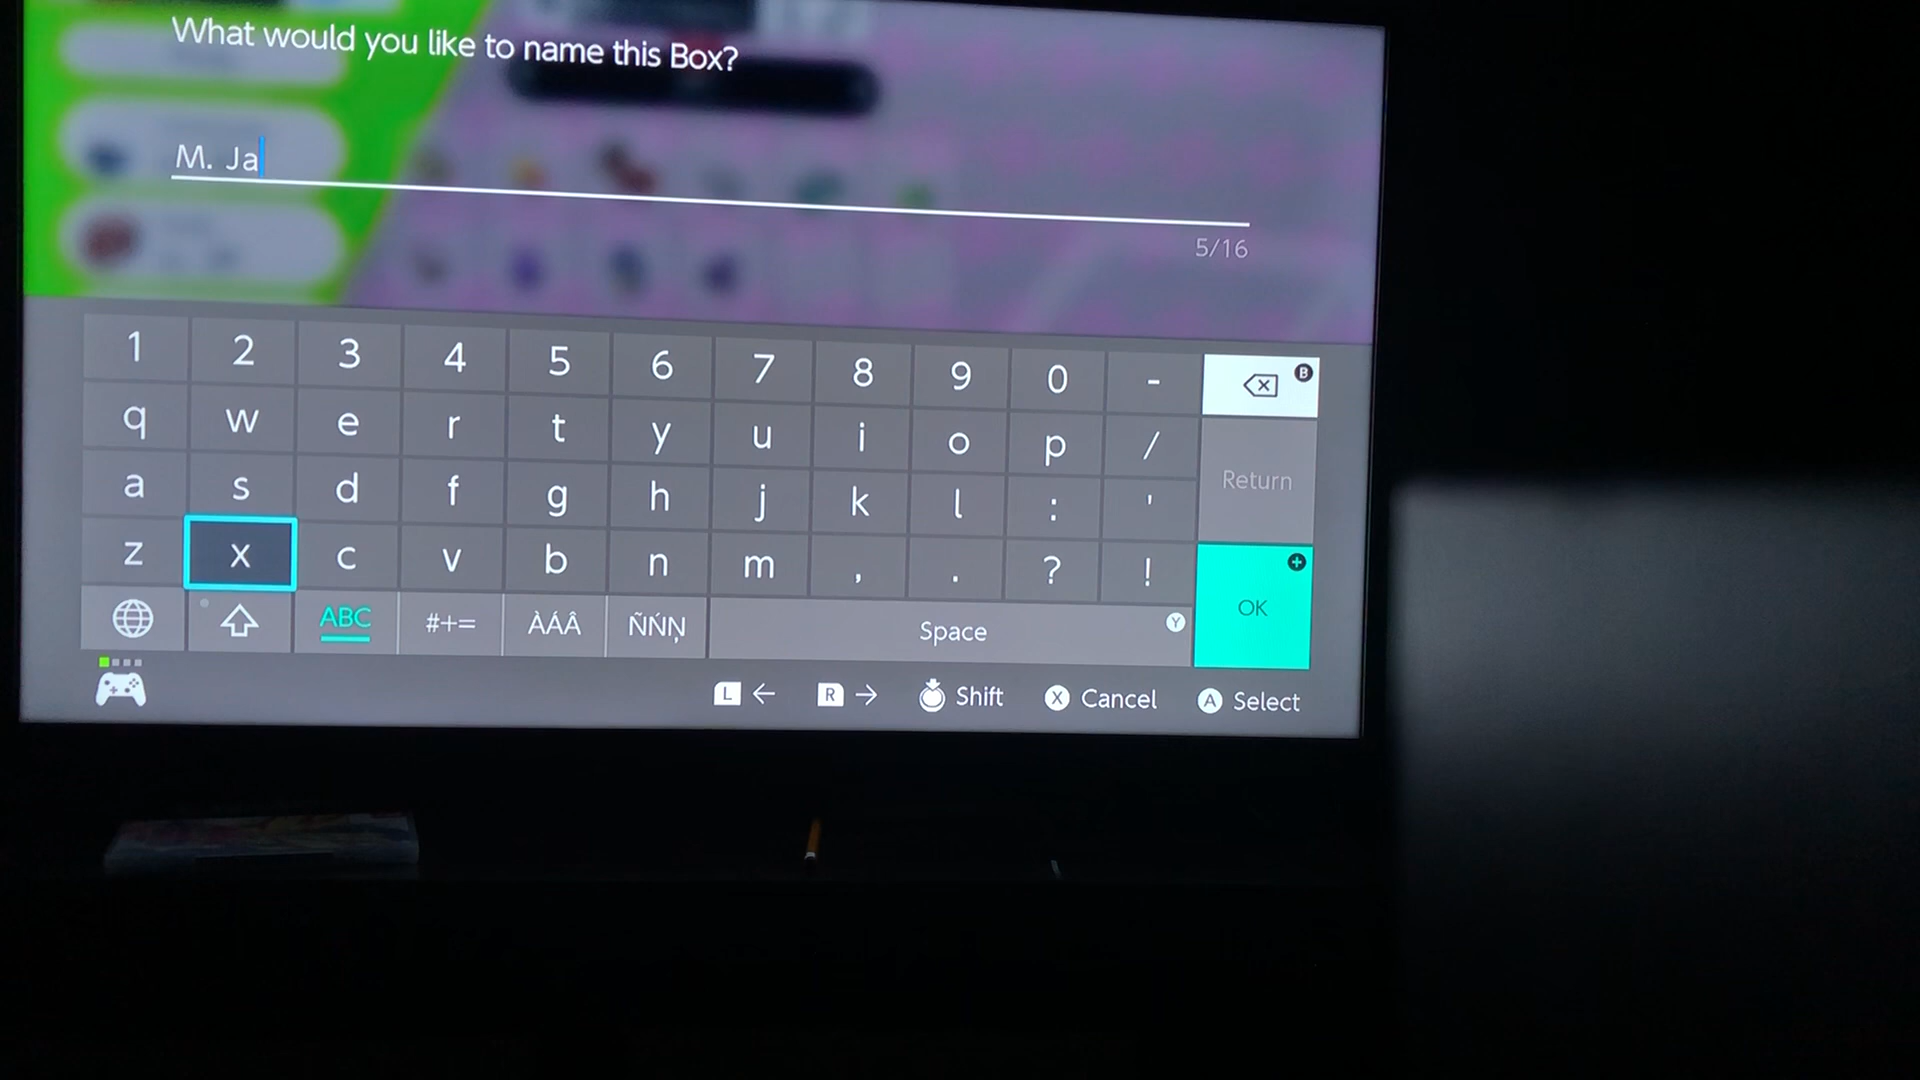 What would you like to name this Box?
M. Ja
5/16
1 2 3 4 5 6 7 8 9 0 -
B
q w e r t y u i o p /
Return
a s d f g h j k l : '
z x c v b n m , . ? !
OK
ABC #+= ÀÁÂ ÑŃŅ Space Y
L ← R → Shift X Cancel A Select